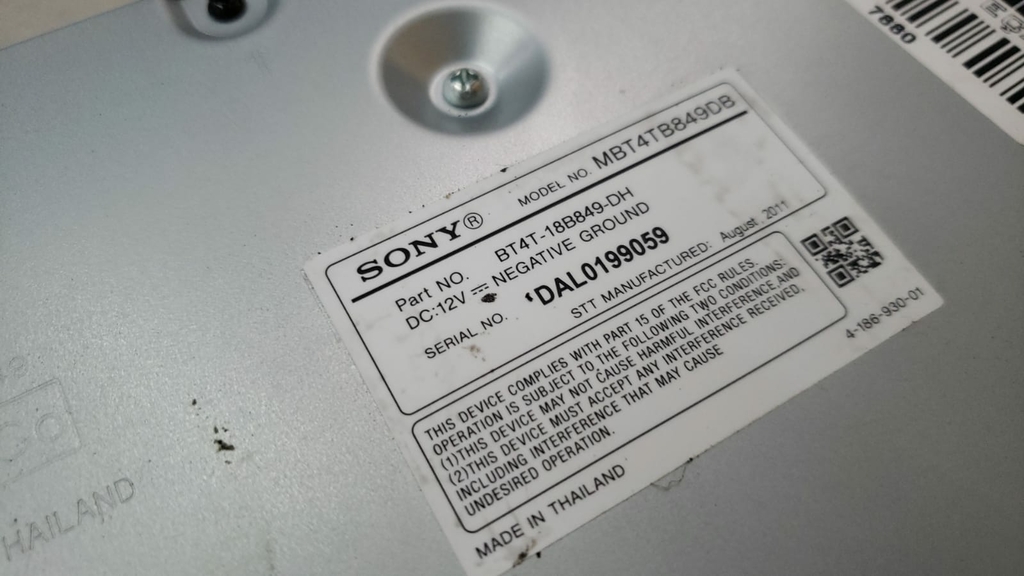 7880
SONY® MODEL NO. MBT4TB849DB
Part NO. BT4T-18B849-DH
DC:12V ⎓ NEGATIVE GROUND
SERIAL NO. 'DAL0199059
STT MANUFACTURED: August, 2011
THIS DEVICE COMPLIES WITH PART 15 OF THE FCC RULES.
OPERATION IS SUBJECT TO THE FOLLOWING TWO CONDITIONS:
(1)THIS DEVICE MAY NOT CAUSE HARMFUL INTERFERENCE,AND
(2)THIS DEVICE MUST ACCEPT ANY INTERFERENCE RECEIVED,
INCLUDING INTERFERENCE THAT MAY CAUSE
UNDESIRED OPERATION.
4-186-930-01
MADE IN THAILAND
HAILAND